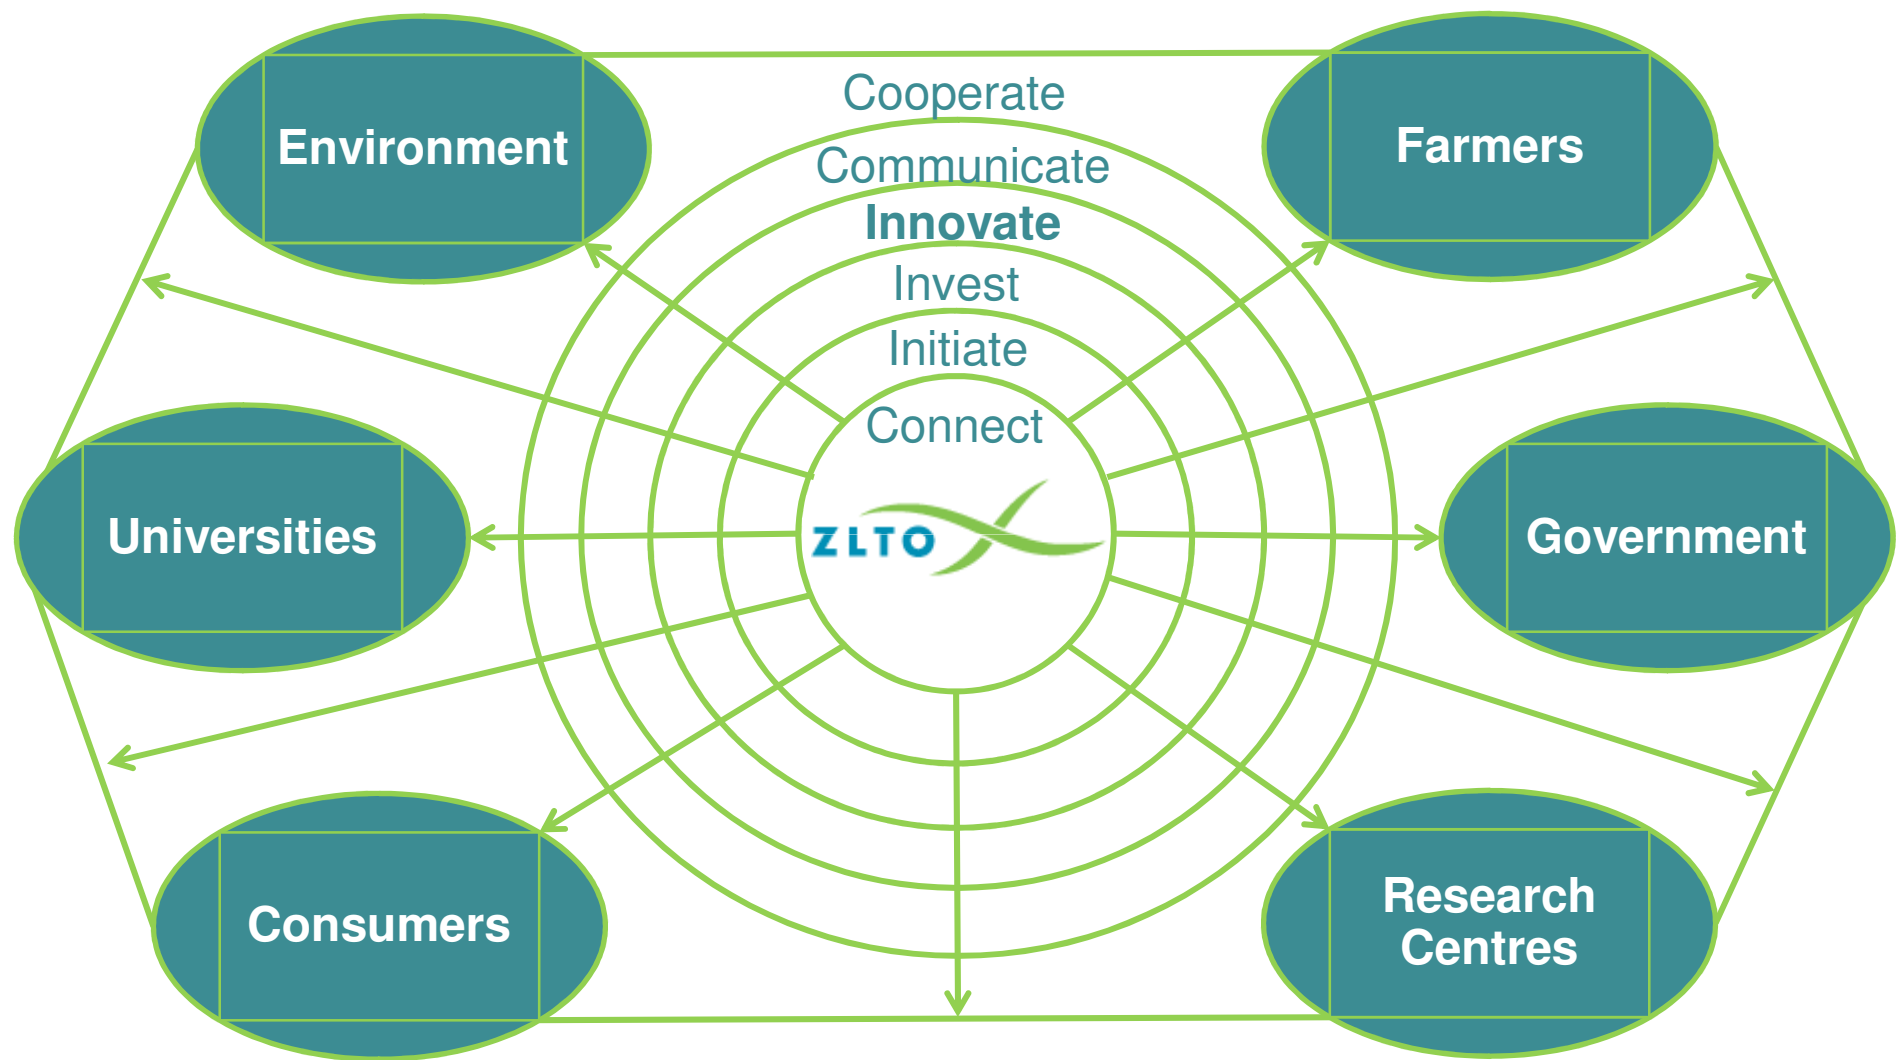 Environment
Farmers
Cooperate
Communicate
Innovate
Invest
Initiate
Connect
ZLTO
Universities
Government
Consumers
Research
Centres